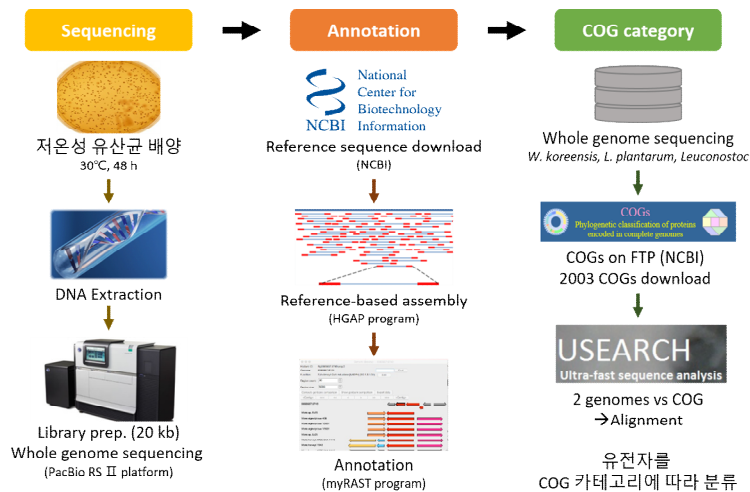 Sequencing
Annotation
COG category
저온성 유산균 배양
30℃, 48 h
DNA Extraction
Library prep. (20 kb)
Whole genome sequencing
(PacBio RS Ⅱ platform)
NCBI
National
Center for
Biotechnology
Information
Reference sequence download
(NCBI)
Reference-based assembly
(HGAP program)
Annotation
(myRAST program)
Whole genome sequencing
W. koreensis, L. plantarum, Leuconostoc
COGs
Phylogenetic classification of proteins
encoded in complete genomes
COGs on FTP (NCBI)
2003 COGs download
USEARCH
Ultra-fast sequence analysis
2 genomes vs COG
→Alignment
유전자를
COG 카테고리에 따라 분류